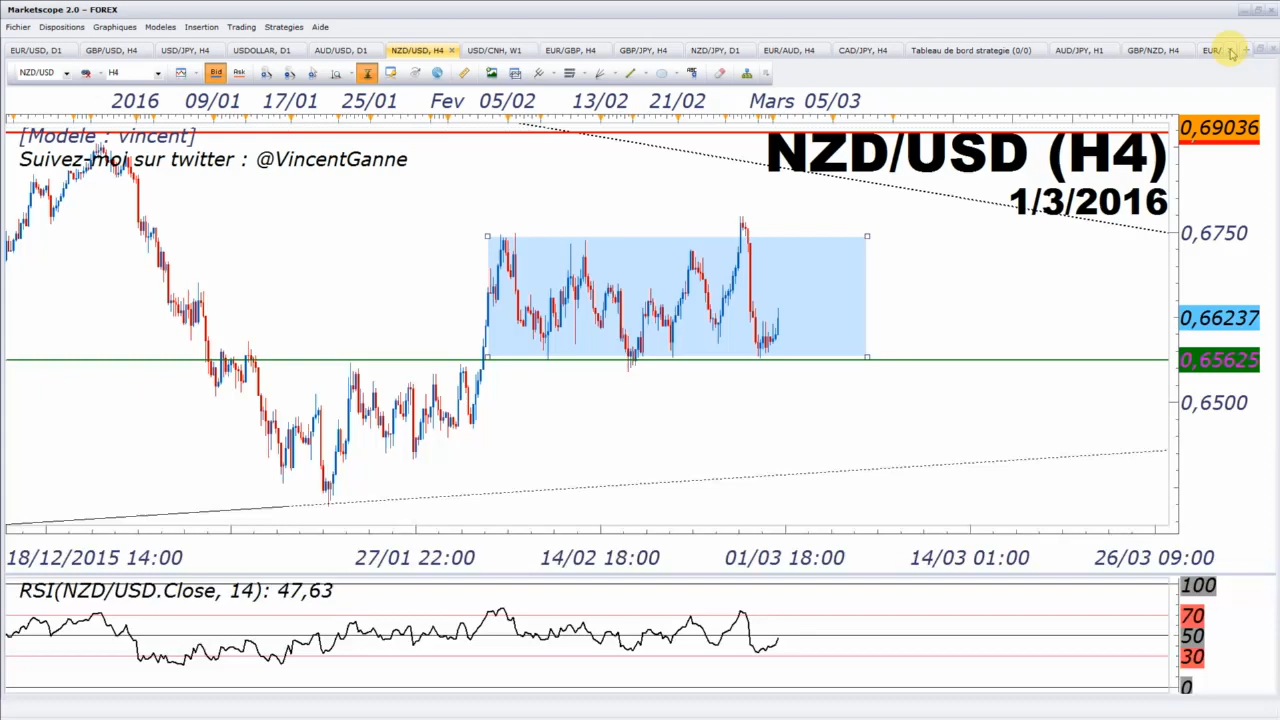 Marketscope 2.0 - FOREX
Fichier Dispositions Graphiques Modeles Insertion Trading Strategies Aide
EUR/USD, D1 GBP/USD, H4 USD/JPY, H4 USDOLLAR, D1 AUD/USD, D1 NZD/USD, H4 USD/CNH, W1 EUR/GBP, H4 GBP/JPY, H4 NZD/JPY, D1 EUR/AUD, H4 CAD/JPY, H4 Tableau de bord strategie (0/0) AUD/JPY, H1 GBP/NZD, H4 EUR/
NZD/USD H4 Bid Ask ABC
2016 09/01 17/01 25/01 Fev 05/02 13/02 21/02 Mars 05/03
[Modele : vincent]
Suivez-moi sur twitter : @VincentGanne
NZD/USD (H4)
1/3/2016
0,69036
0,6750
0,66237
0,65625
0,6500
18/12/2015 14:00 27/01 22:00 14/02 18:00 01/03 18:00 14/03 01:00 26/03 09:00
RSI(NZD/USD.Close, 14): 47,63
100
70
50
30
0